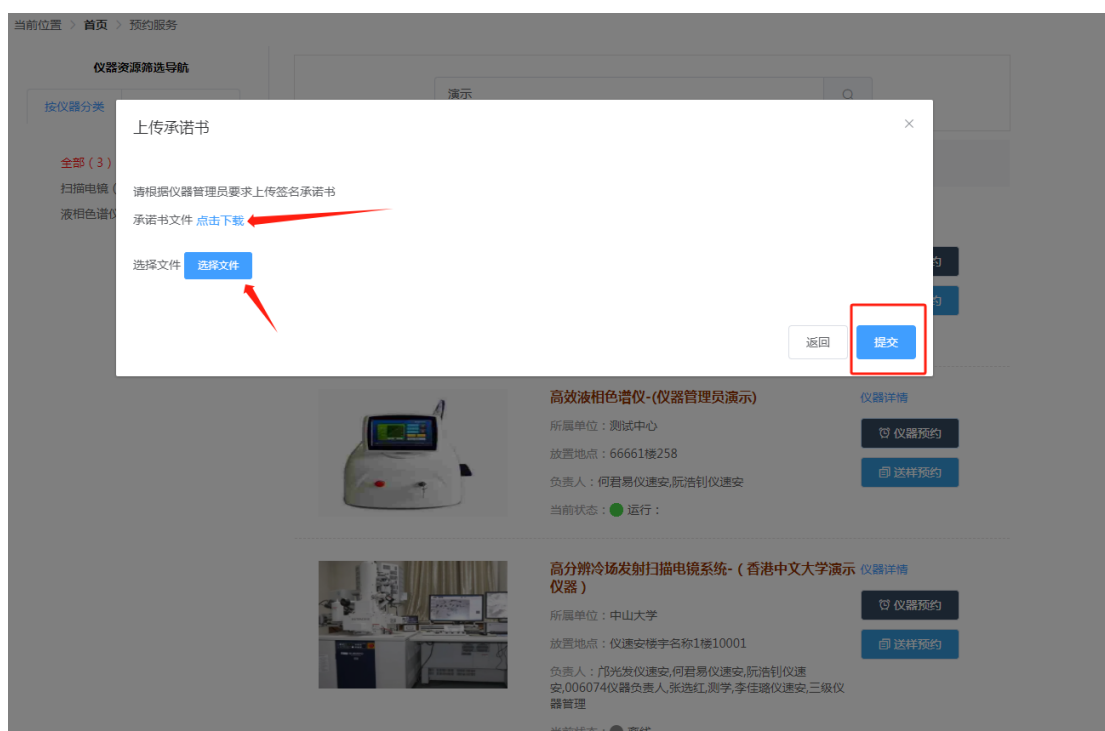 当前位置 > 首页 > 预约服务
仪器资源筛选导航
演示
按仪器分类
上传承诺书
全部（3）
扫描电镜（
液相色谱仪
请根据仪器管理员要求上传签名承诺书
承诺书文件 点击下载
选择文件 选择文件
约
约
返回 提交
高效液相色谱仪-(仪器管理员演示) 仪器详情
所属单位：测试中心
仪器预约
放置地点：66661楼258
送样预约
负责人：何君易仪速安,阮浩钊仪速安
当前状态： 运行：
高分辨冷场发射扫描电镜系统-（香港中文大学演示 仪器详情
仪器）
仪器预约
所属单位：中山大学
放置地点：仪速安楼宇名称1楼10001
送样预约
负责人：邝光发仪速安,何君易仪速安,阮浩钊仪速
安,006074仪器负责人,张选红,测学,李佳璐仪速安,三级仪
器管理
当前状态： 离线